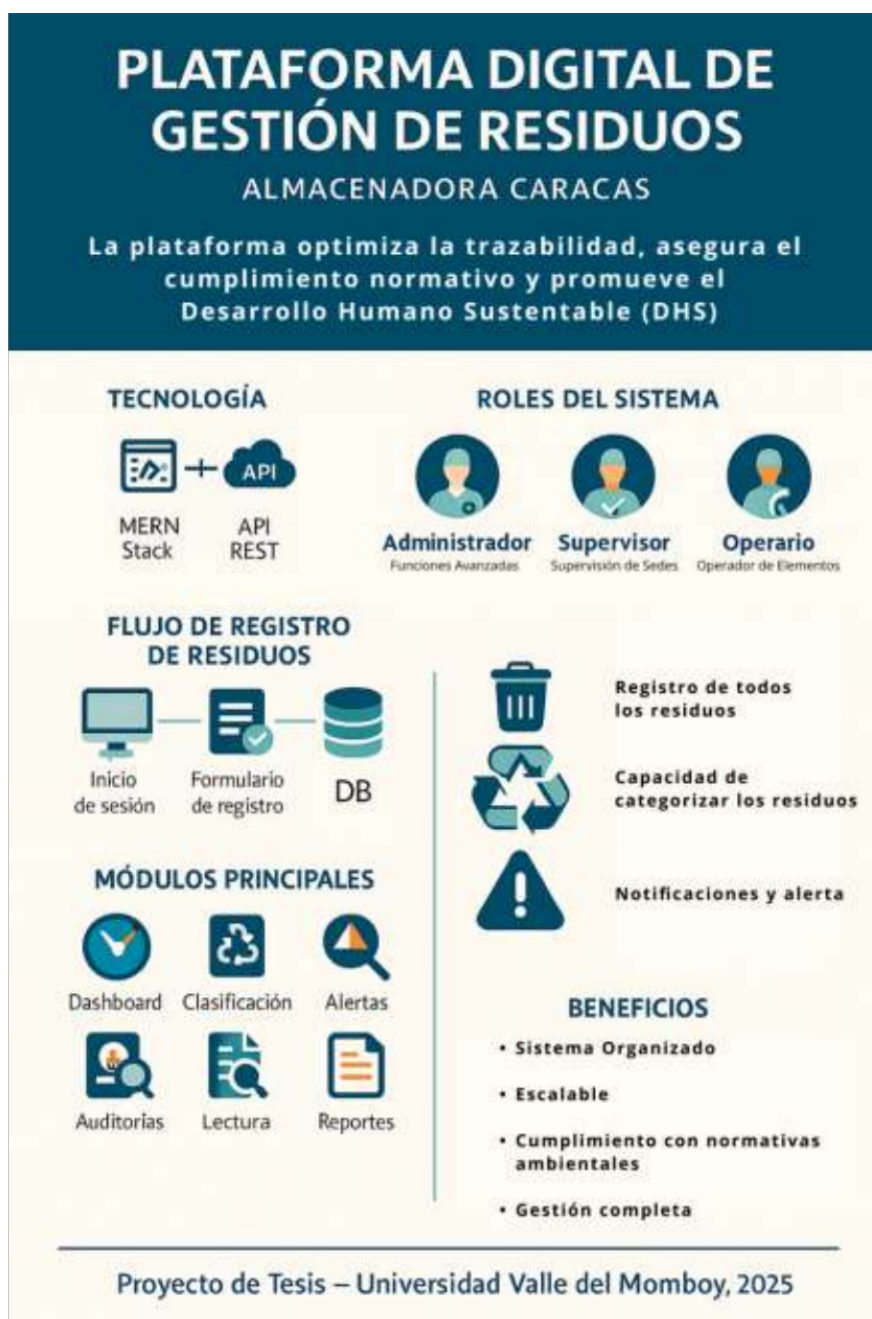 PLATAFORMA DIGITAL DE
GESTIÓN DE RESIDUOS
ALMACENADORA CARACAS
La plataforma optimiza la trazabilidad, asegura el
cumplimiento normativo y promueve el
Desarrollo Humano Sustentable (DHS)
TECNOLOGÍA
API
MERN
Stack
API
REST
ROLES DEL SISTEMA
Administrador
Funciones Avanzadas
Supervisor
Supervisión de Sedes
Operario
Operador de Elementos
FLUJO DE REGISTRO
DE RESIDUOS
Inicio
de sesión
Formulario
de registro
DB
MÓDULOS PRINCIPALES
Dashboard
Clasificación
Alertas
Auditorías
Lectura
Reportes
Registro de todos
los residuos
Capacidad de
categorizar los residuos
Notificaciones y alerta
BENEFICIOS
• Sistema Organizado
• Escalable
• Cumplimiento con normativas
ambientales
• Gestión completa
Proyecto de Tesis – Universidad Valle del Momboy, 2025